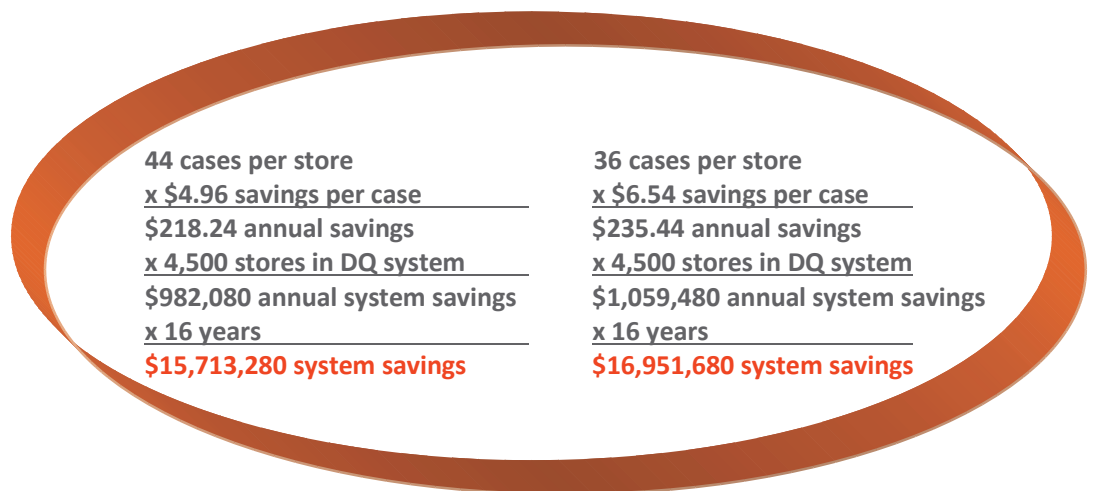 44 cases per store
x $4.96 savings per case
$218.24 annual savings
x 4,500 stores in DQ system
$982,080 annual system savings
x 16 years
$15,713,280 system savings
36 cases per store
x $6.54 savings per case
$235.44 annual savings
x 4,500 stores in DQ system
$1,059,480 annual system savings
x 16 years
$16,951,680 system savings